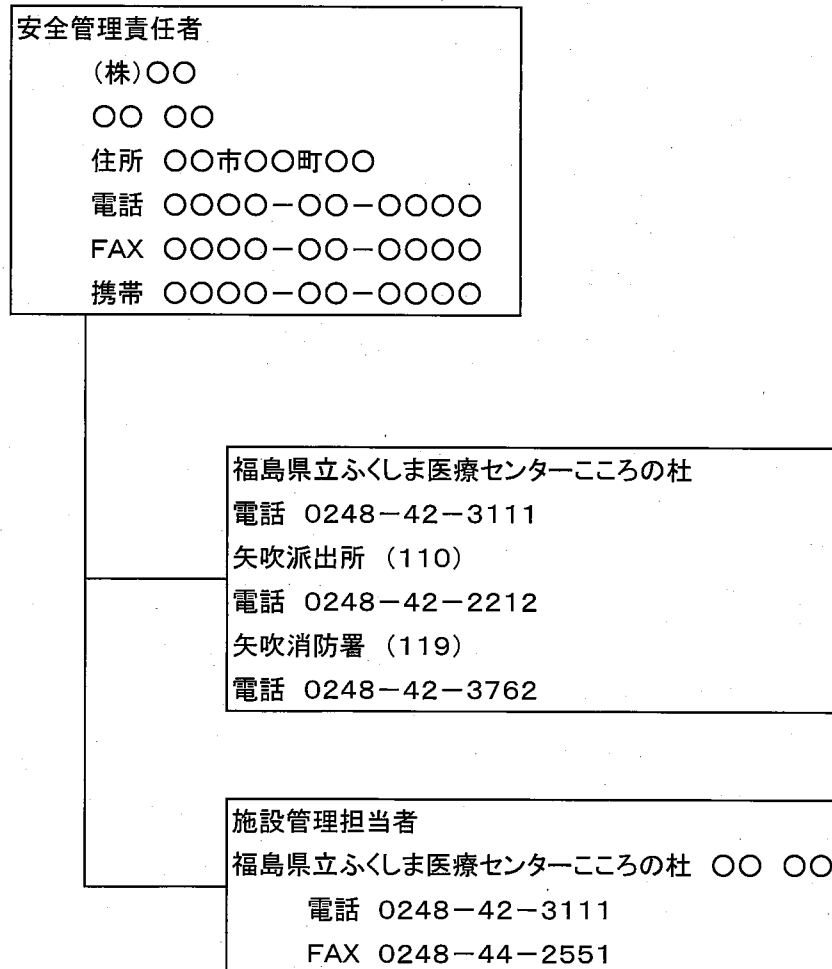 安全管理責任者
(株)〇〇
〇〇 〇〇
住所 〇〇市〇〇町〇〇
電話 〇〇〇〇－〇〇－〇〇〇〇
FAX 〇〇〇〇－〇〇－〇〇〇〇
携帯 〇〇〇〇－〇〇－〇〇〇〇
福島県立ふくしま医療センターこころの杜
電話 0248－42－3111
矢吹派出所 (110)
電話 0248－42－2212
矢吹消防署 (119)
電話 0248－42－3762
施設管理担当者
福島県立ふくしま医療センターこころの杜 〇〇 〇〇
電話 0248－42－3111
FAX 0248－44－2551